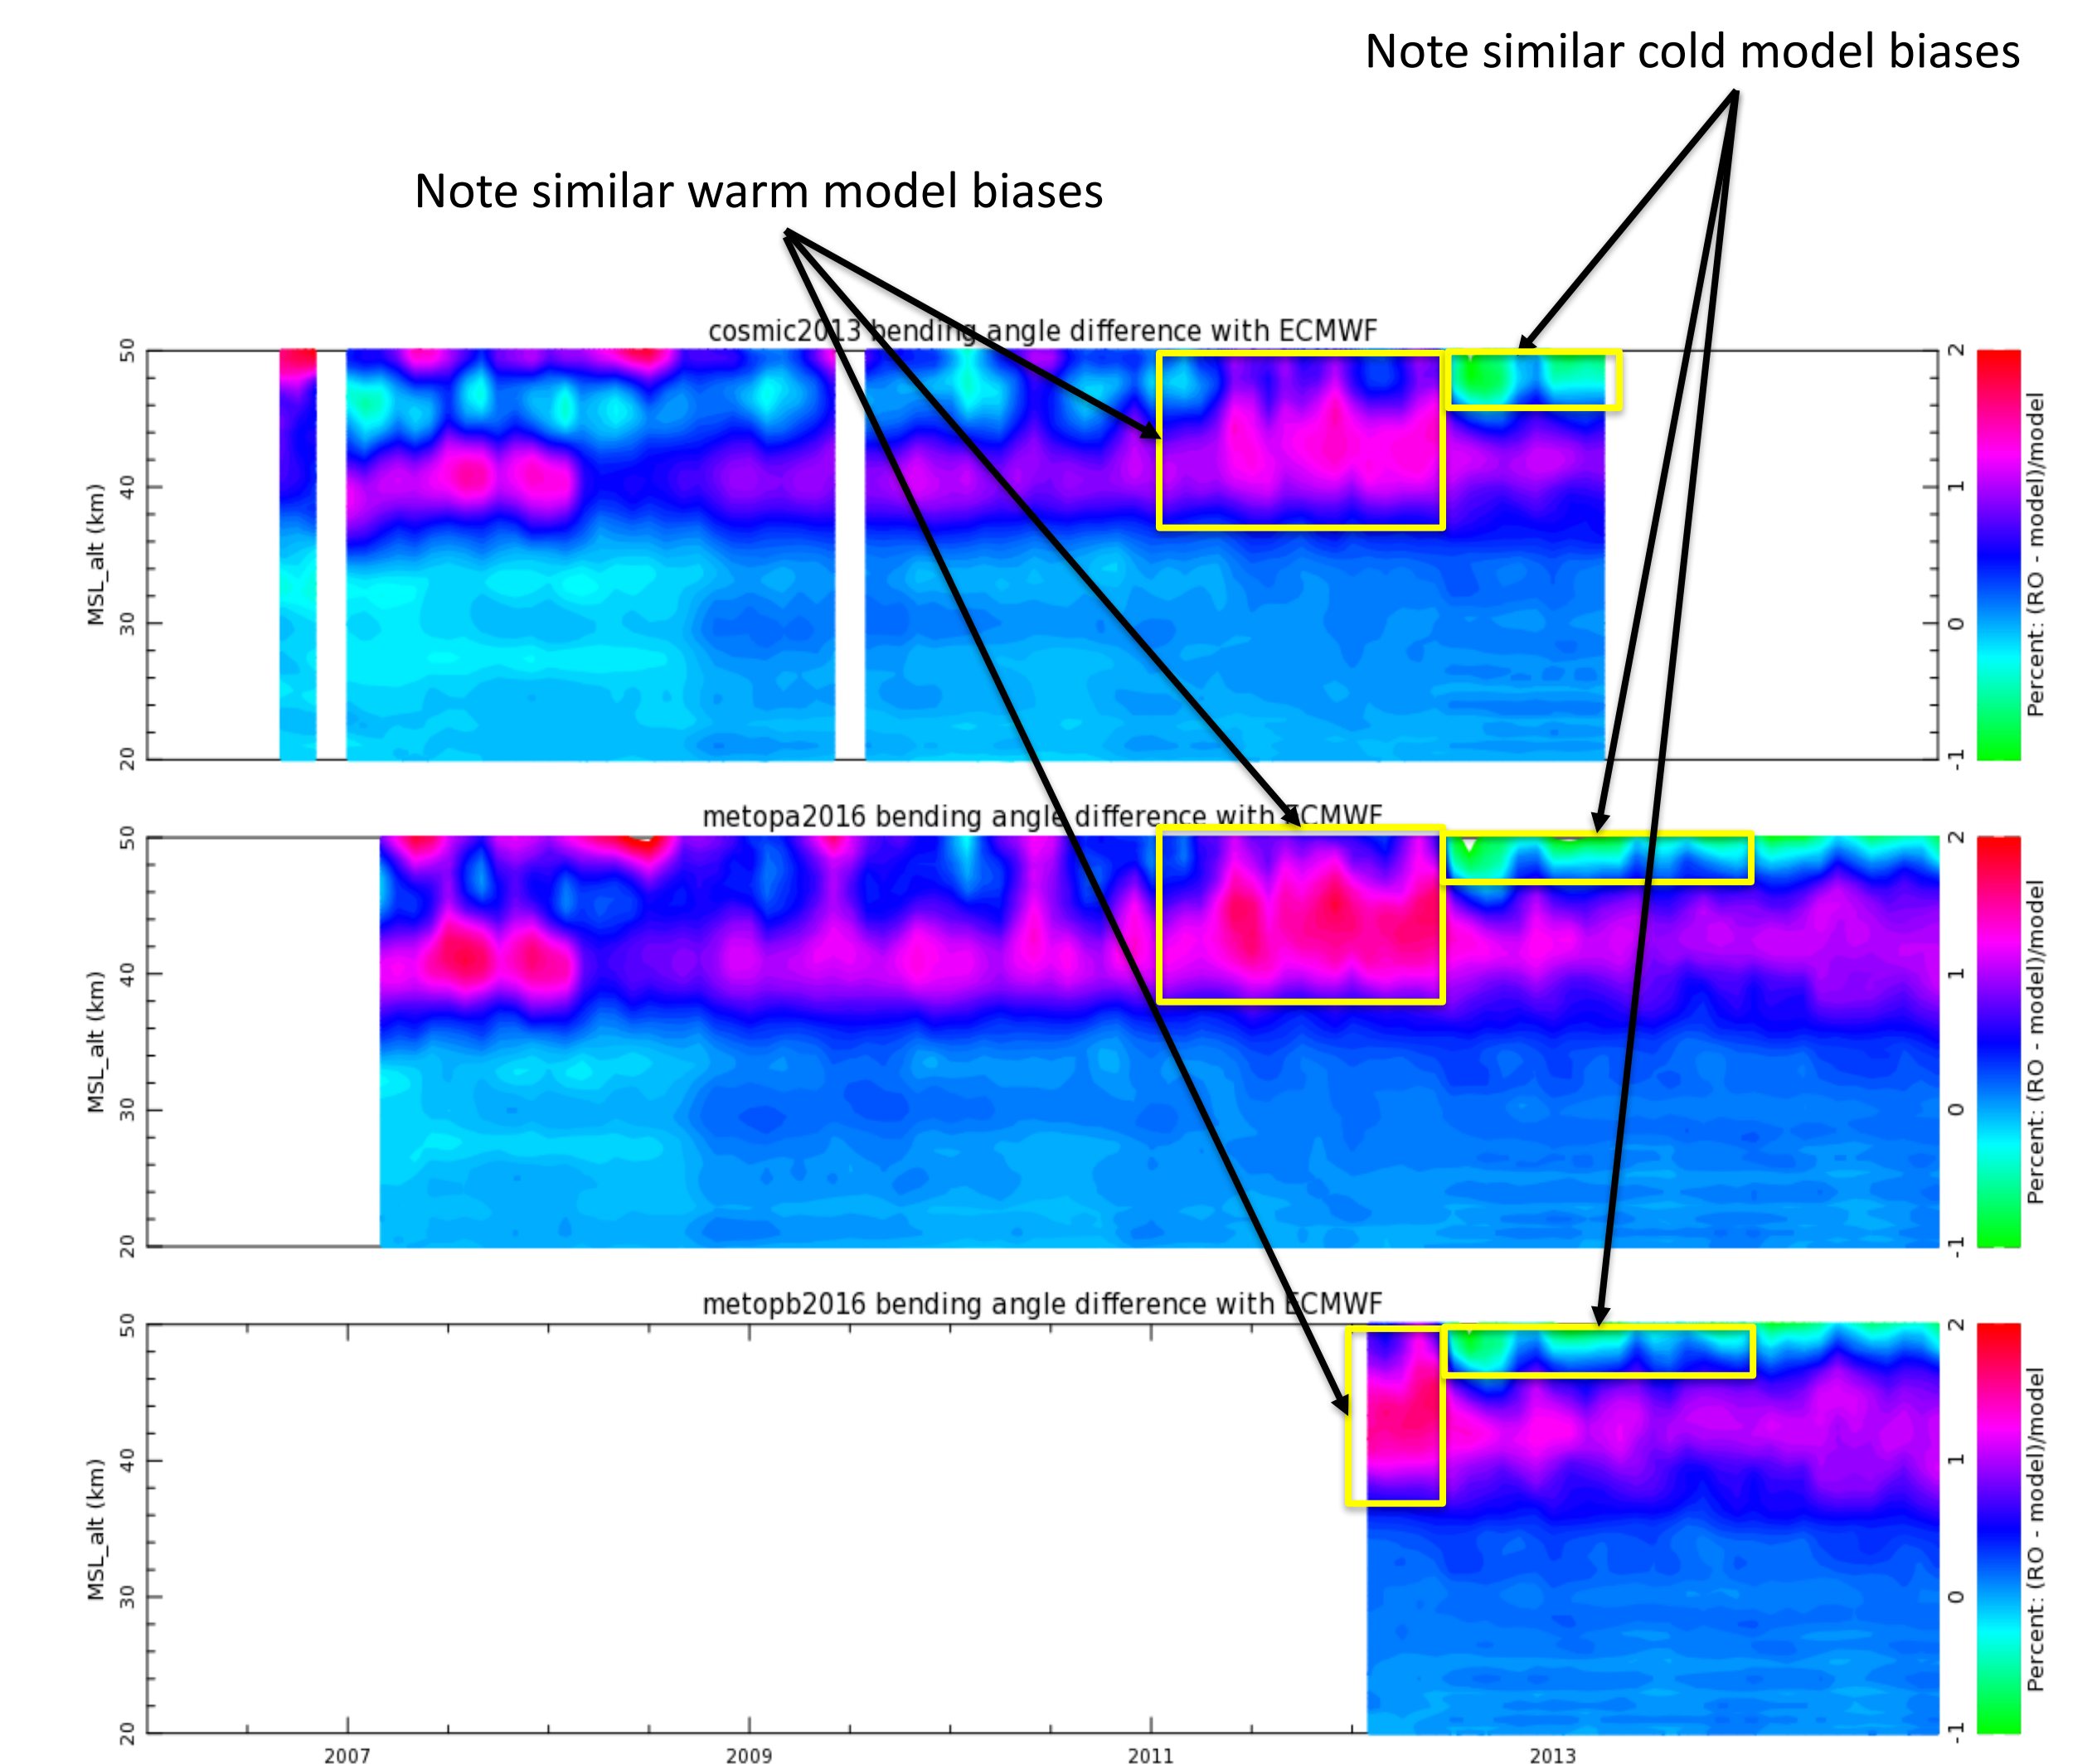 Note similar cold model biases
Note similar warm model biases
cosmic2013 bending angle difference with ECMWF
50
40
30
20
MSL_alt (km)
2
1
0
-1
Percent: (RO - model)/model
metopa2016 bending angle difference with ECMWF
50
40
30
20
MSL_alt (km)
2
1
0
-1
Percent: (RO - model)/model
metopb2016 bending angle difference with ECMWF
50
40
30
20
MSL_alt (km)
2
1
0
-1
Percent: (RO - model)/model
2007 2009 2011 2013